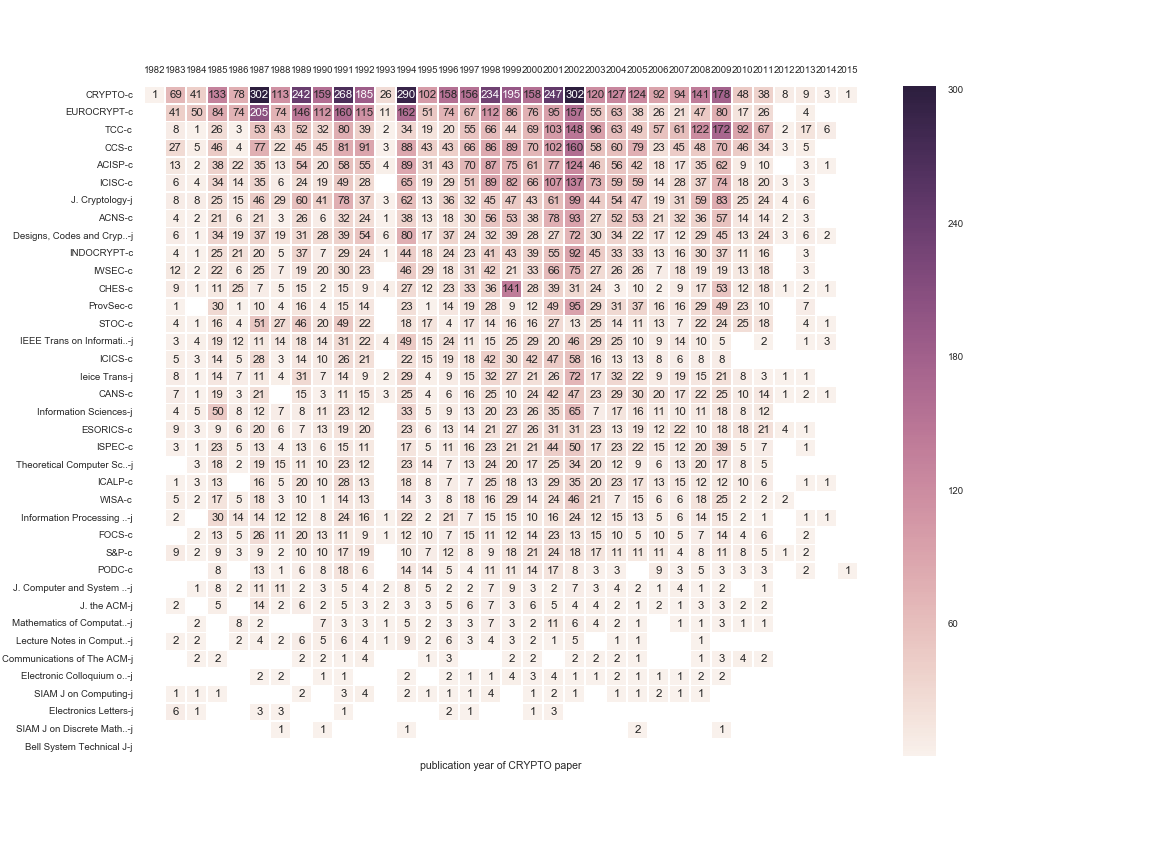 1982 1983 1984 1985 1986 1987 1988 1989 1990 1991 1992 1993 1994 1995 1996 1997 1998 1999 2000 2001 2002 2003 2004 2005 2006 2007 2008 2009 2010 2011 2012 2013 2014 2015
CRYPTO-c 1 69 41 133 78 302 113 242 159 268 185 26 290 102 158 156 234 195 158 247 302 120 127 124 92 94 141 178 48 38 8 9 3 1 300
EUROCRYPT-c 41 50 84 74 205 74 146 112 160 115 11 162 51 74 67 112 86 76 95 157 55 63 38 26 21 47 80 17 26 4
TCC-c 8 1 26 3 53 43 52 32 80 39 2 34 19 20 55 66 44 69 103 148 96 63 49 57 61 122 172 92 67 2 17 6
CCS-c 27 5 46 4 77 22 45 45 81 91 3 88 43 43 66 86 89 70 102 160 58 60 79 23 45 48 70 46 34 3 5
ACISP-c 13 2 38 22 35 13 54 20 58 55 4 89 31 43 70 87 75 61 77 124 46 56 42 18 17 35 62 9 10 3 1
ICISC-c 6 4 34 14 35 6 24 19 49 28 65 19 29 51 89 82 66 107 137 73 59 59 14 28 37 74 18 20 3 3
J. Cryptology-j 8 8 25 15 46 29 60 41 78 37 3 62 13 36 32 45 47 43 61 99 44 54 47 19 31 59 83 25 24 4 6
ACNS-c 4 2 21 6 21 3 26 6 32 24 1 38 13 18 30 56 53 38 78 93 27 52 53 21 32 36 57 14 14 2 3
Designs, Codes and Cryp..-j 6 1 34 19 37 19 31 28 39 54 6 80 17 37 24 32 39 28 27 72 30 34 22 17 12 29 45 13 24 3 6 2 240
INDOCRYPT-c 4 1 25 21 20 5 37 7 29 24 1 44 18 24 23 41 43 39 55 92 45 33 33 13 16 30 37 11 16 3
IWSEC-c 12 2 22 6 25 7 19 20 30 23 46 29 18 31 42 21 33 66 75 27 26 26 7 18 19 19 13 18 3
CHES-c 9 1 11 25 7 5 15 2 15 9 4 27 12 23 33 36 141 28 39 31 24 3 10 2 9 17 53 12 18 1 2 1
ProvSec-c 1 30 1 10 4 16 4 15 14 23 1 14 19 28 9 12 49 95 29 31 37 16 16 29 49 23 10 7
STOC-c 4 1 16 4 51 27 46 20 49 22 18 17 4 17 14 16 16 27 13 25 14 11 13 7 22 24 25 18 4 1
IEEE Trans on Informati..-j 3 4 19 12 11 14 18 14 31 22 4 49 15 24 11 15 25 29 20 46 29 25 10 9 14 10 5 2 1 3
ICICS-c 5 3 14 5 28 3 14 10 26 21 22 15 19 18 42 30 42 47 58 16 13 13 8 6 8 8 180
Ieice Trans-j 8 1 14 7 11 4 31 7 14 9 2 29 4 9 15 32 27 21 26 72 17 32 22 9 19 15 21 8 3 1 1
CANS-c 7 1 19 3 21 15 3 11 15 3 25 4 6 16 25 10 24 42 47 23 29 30 20 17 22 25 10 14 1 2 1
Information Sciences-j 4 5 50 8 12 7 8 11 23 12 33 5 9 13 20 23 26 35 65 7 17 16 11 10 11 18 8 12
ESORICS-c 9 3 9 6 20 6 7 13 19 20 23 6 13 14 21 27 26 31 31 23 13 19 12 22 10 18 18 21 4 1
ISPEC-c 3 1 23 5 13 4 13 6 15 11 17 5 11 16 23 21 21 44 50 17 23 22 15 12 20 39 5 7 1
Theoretical Computer Sc..-j 3 18 2 19 15 11 10 23 12 23 14 7 13 24 20 17 25 34 20 12 9 6 13 20 17 8 5
ICALP-c 1 3 13 16 5 20 10 28 13 18 8 7 7 25 18 13 29 35 20 23 17 13 15 12 12 10 6 1 1 120
WISA-c 5 2 17 5 18 3 10 1 14 13 14 3 8 18 16 29 14 24 46 21 7 15 6 6 18 25 2 2 2
Information Processing ..-j 2 30 14 14 12 12 8 24 16 1 22 2 21 7 15 15 10 16 24 12 15 13 5 6 14 15 2 1 1 1
FOCS-c 2 13 5 26 11 20 13 11 9 1 12 10 7 15 11 12 14 23 13 15 10 5 10 5 7 14 4 6 2
S&P-c 9 2 9 3 9 2 10 10 17 19 10 7 12 8 9 18 21 24 18 17 11 11 11 4 8 11 8 5 1 2
PODC-c 8 13 1 6 8 18 6 14 14 5 4 11 11 14 17 8 3 3 9 3 5 3 3 3 2 1
J. Computer and System ..-j 1 8 2 11 11 2 3 5 4 2 8 5 2 2 7 9 3 2 7 3 4 2 1 4 1 2 1
J. the ACM-j 2 5 14 2 6 2 5 3 2 3 3 5 6 7 3 6 5 4 4 2 1 2 1 3 3 2 2
Mathematics of Computat..-j 2 8 2 7 3 3 1 5 2 3 3 7 3 2 11 6 4 2 1 1 1 3 1 1 60
Lecture Notes in Comput..-j 2 2 2 4 2 6 5 6 4 1 9 2 6 3 4 3 2 1 5 1 1 1
Communications of The ACM-j 2 2 2 2 1 4 1 3 2 2 2 2 2 1 1 3 4 2
Electronic Colloquium o..-j 2 2 1 1 2 2 1 1 4 3 4 1 1 2 1 1 1 2 2
SIAM J on Computing-j 1 1 1 2 3 4 2 1 1 1 4 1 2 1 1 1 2 1 1
Electronics Letters-j 6 1 3 3 1 2 1 1 3
SIAM J on Discrete Math..-j 1 1 1 2 1
Bell System Technical J-j
publication year of CRYPTO paper